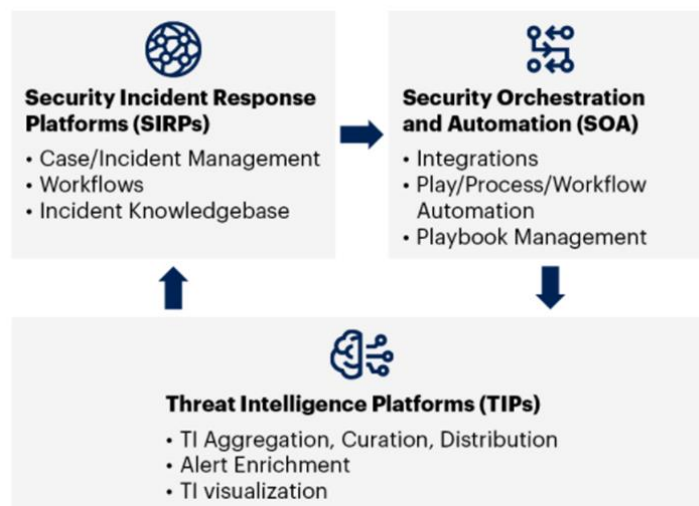 Security Incident Response
Platforms (SIRPs)
• Case/Incident Management
• Workflows
• Incident Knowledgebase
Security Orchestration
and Automation (SOA)
• Integrations
• Play/Process/Workflow
Automation
• Playbook Management
Threat Intelligence Platforms (TIPs)
• TI Aggregation, Curation, Distribution
• Alert Enrichment
• TI visualization